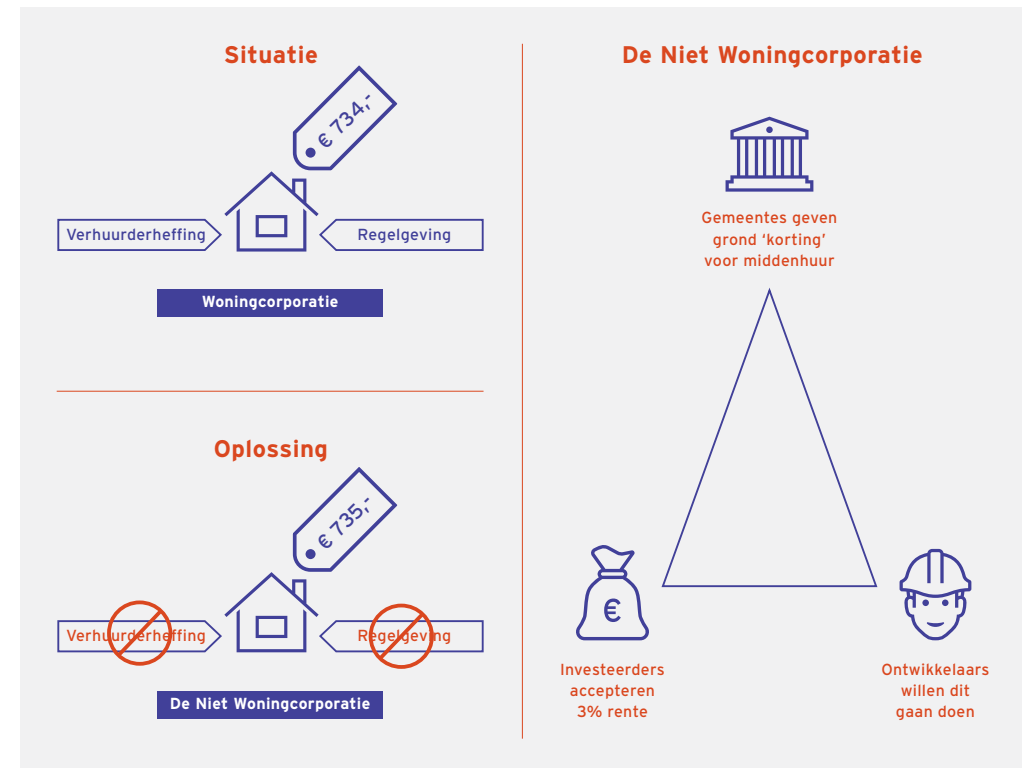 Situatie
€ 734,-
Verhuurderheffing
Regelgeving
Woningcorporatie
Oplossing
€ 735,-
Verhuurderheffing
Regelgeving
De Niet Woningcorporatie
De Niet Woningcorporatie
Gemeentes geven
grond ‘korting’
voor middenhuur
€
Investeerders
accepteren
3% rente
Ontwikkelaars
willen dit
gaan doen